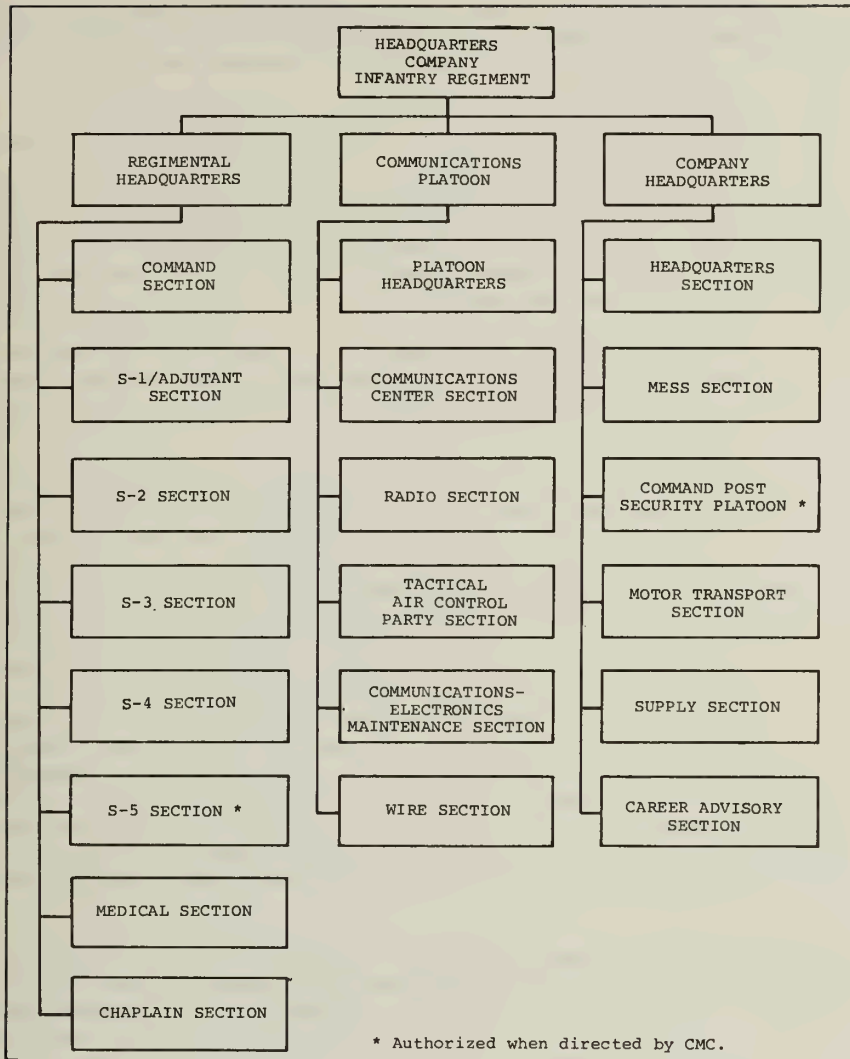 HEADQUARTERS
COMPANY
INFANTRY REGIMENT
REGIMENTAL
HEADQUARTERS
COMMUNICATIONS
PLATOON
COMPANY
HEADQUARTERS
COMMAND
SECTION
PLATOON
HEADQUARTERS
HEADQUARTERS
SECTION
S-1/ADJUTANT
SECTION
COMMUNICATIONS
CENTER SECTION
MESS SECTION
S-2 SECTION
RADIO SECTION
COMMAND POST
SECURITY PLATOON *
S-3 SECTION
TACTICAL
AIR CONTROL
PARTY SECTION
MOTOR TRANSPORT
SECTION
S-4 SECTION
COMMUNICATIONS-
ELECTRONICS
MAINTENANCE SECTION
SUPPLY SECTION
S-5 SECTION *
WIRE SECTION
CAREER ADVISORY
SECTION
MEDICAL SECTION
CHAPLAIN SECTION
* Authorized when directed by CMC.